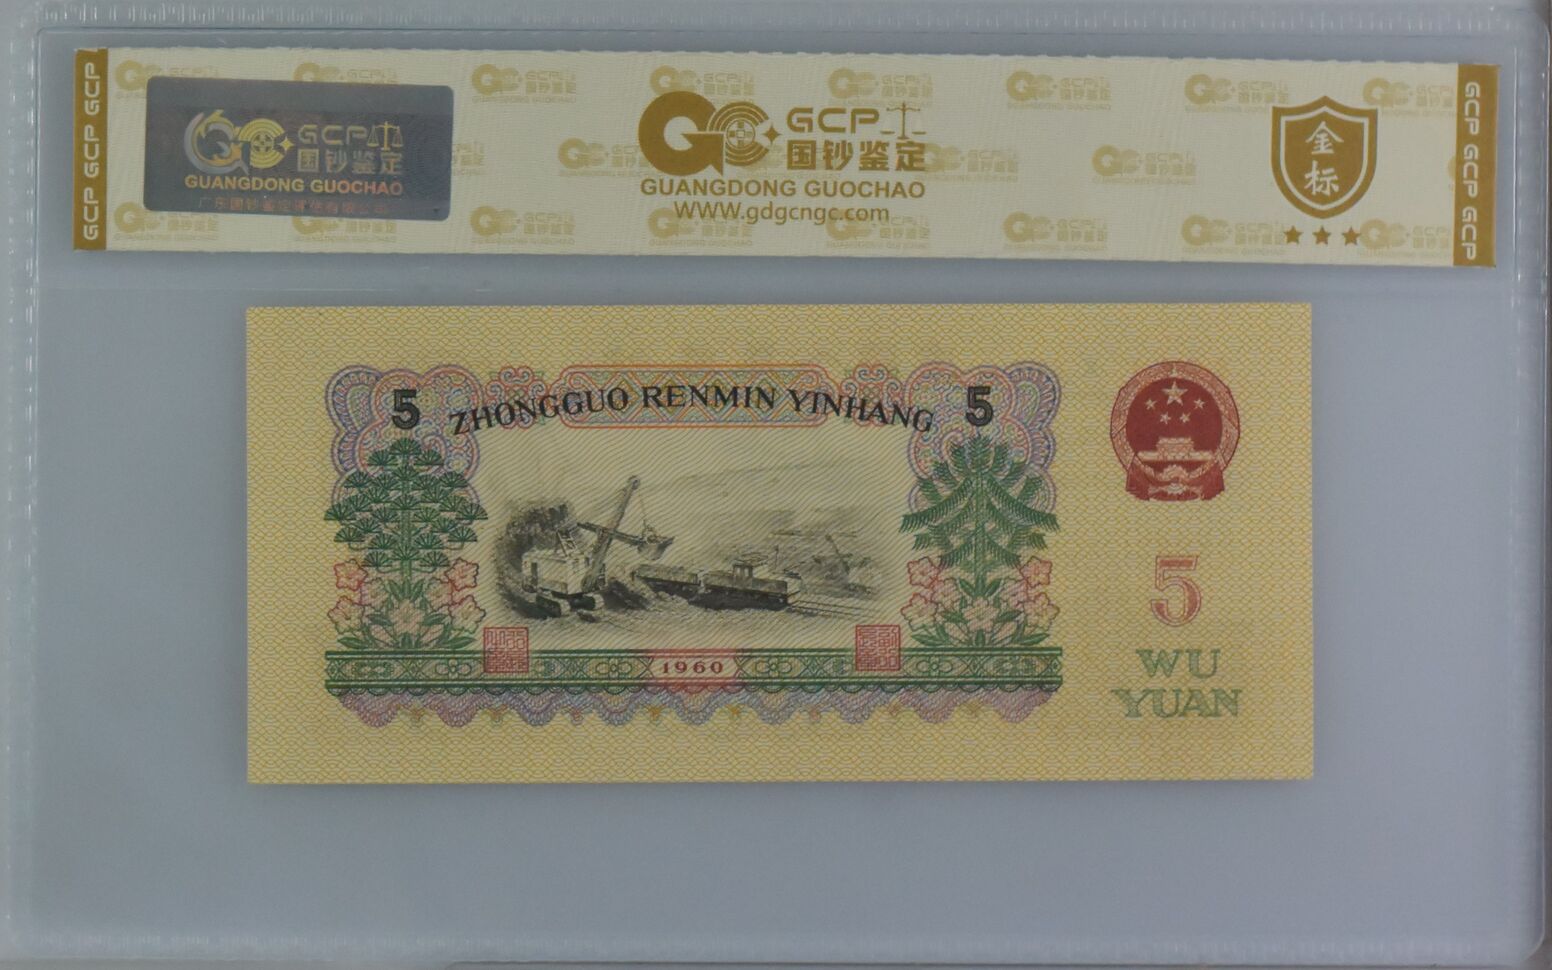 GCP GCP GCP
GCP
国钞鉴定
GUANGDONG GUOCHAO
GCP
国钞鉴定
GUANGDONG GUOCHAO
WWW.gdgcngc.com
金
标
GCP GCP GCP
5
ZHONGGUO RENMIN YINHANG
5
1960
5
WU
YUAN